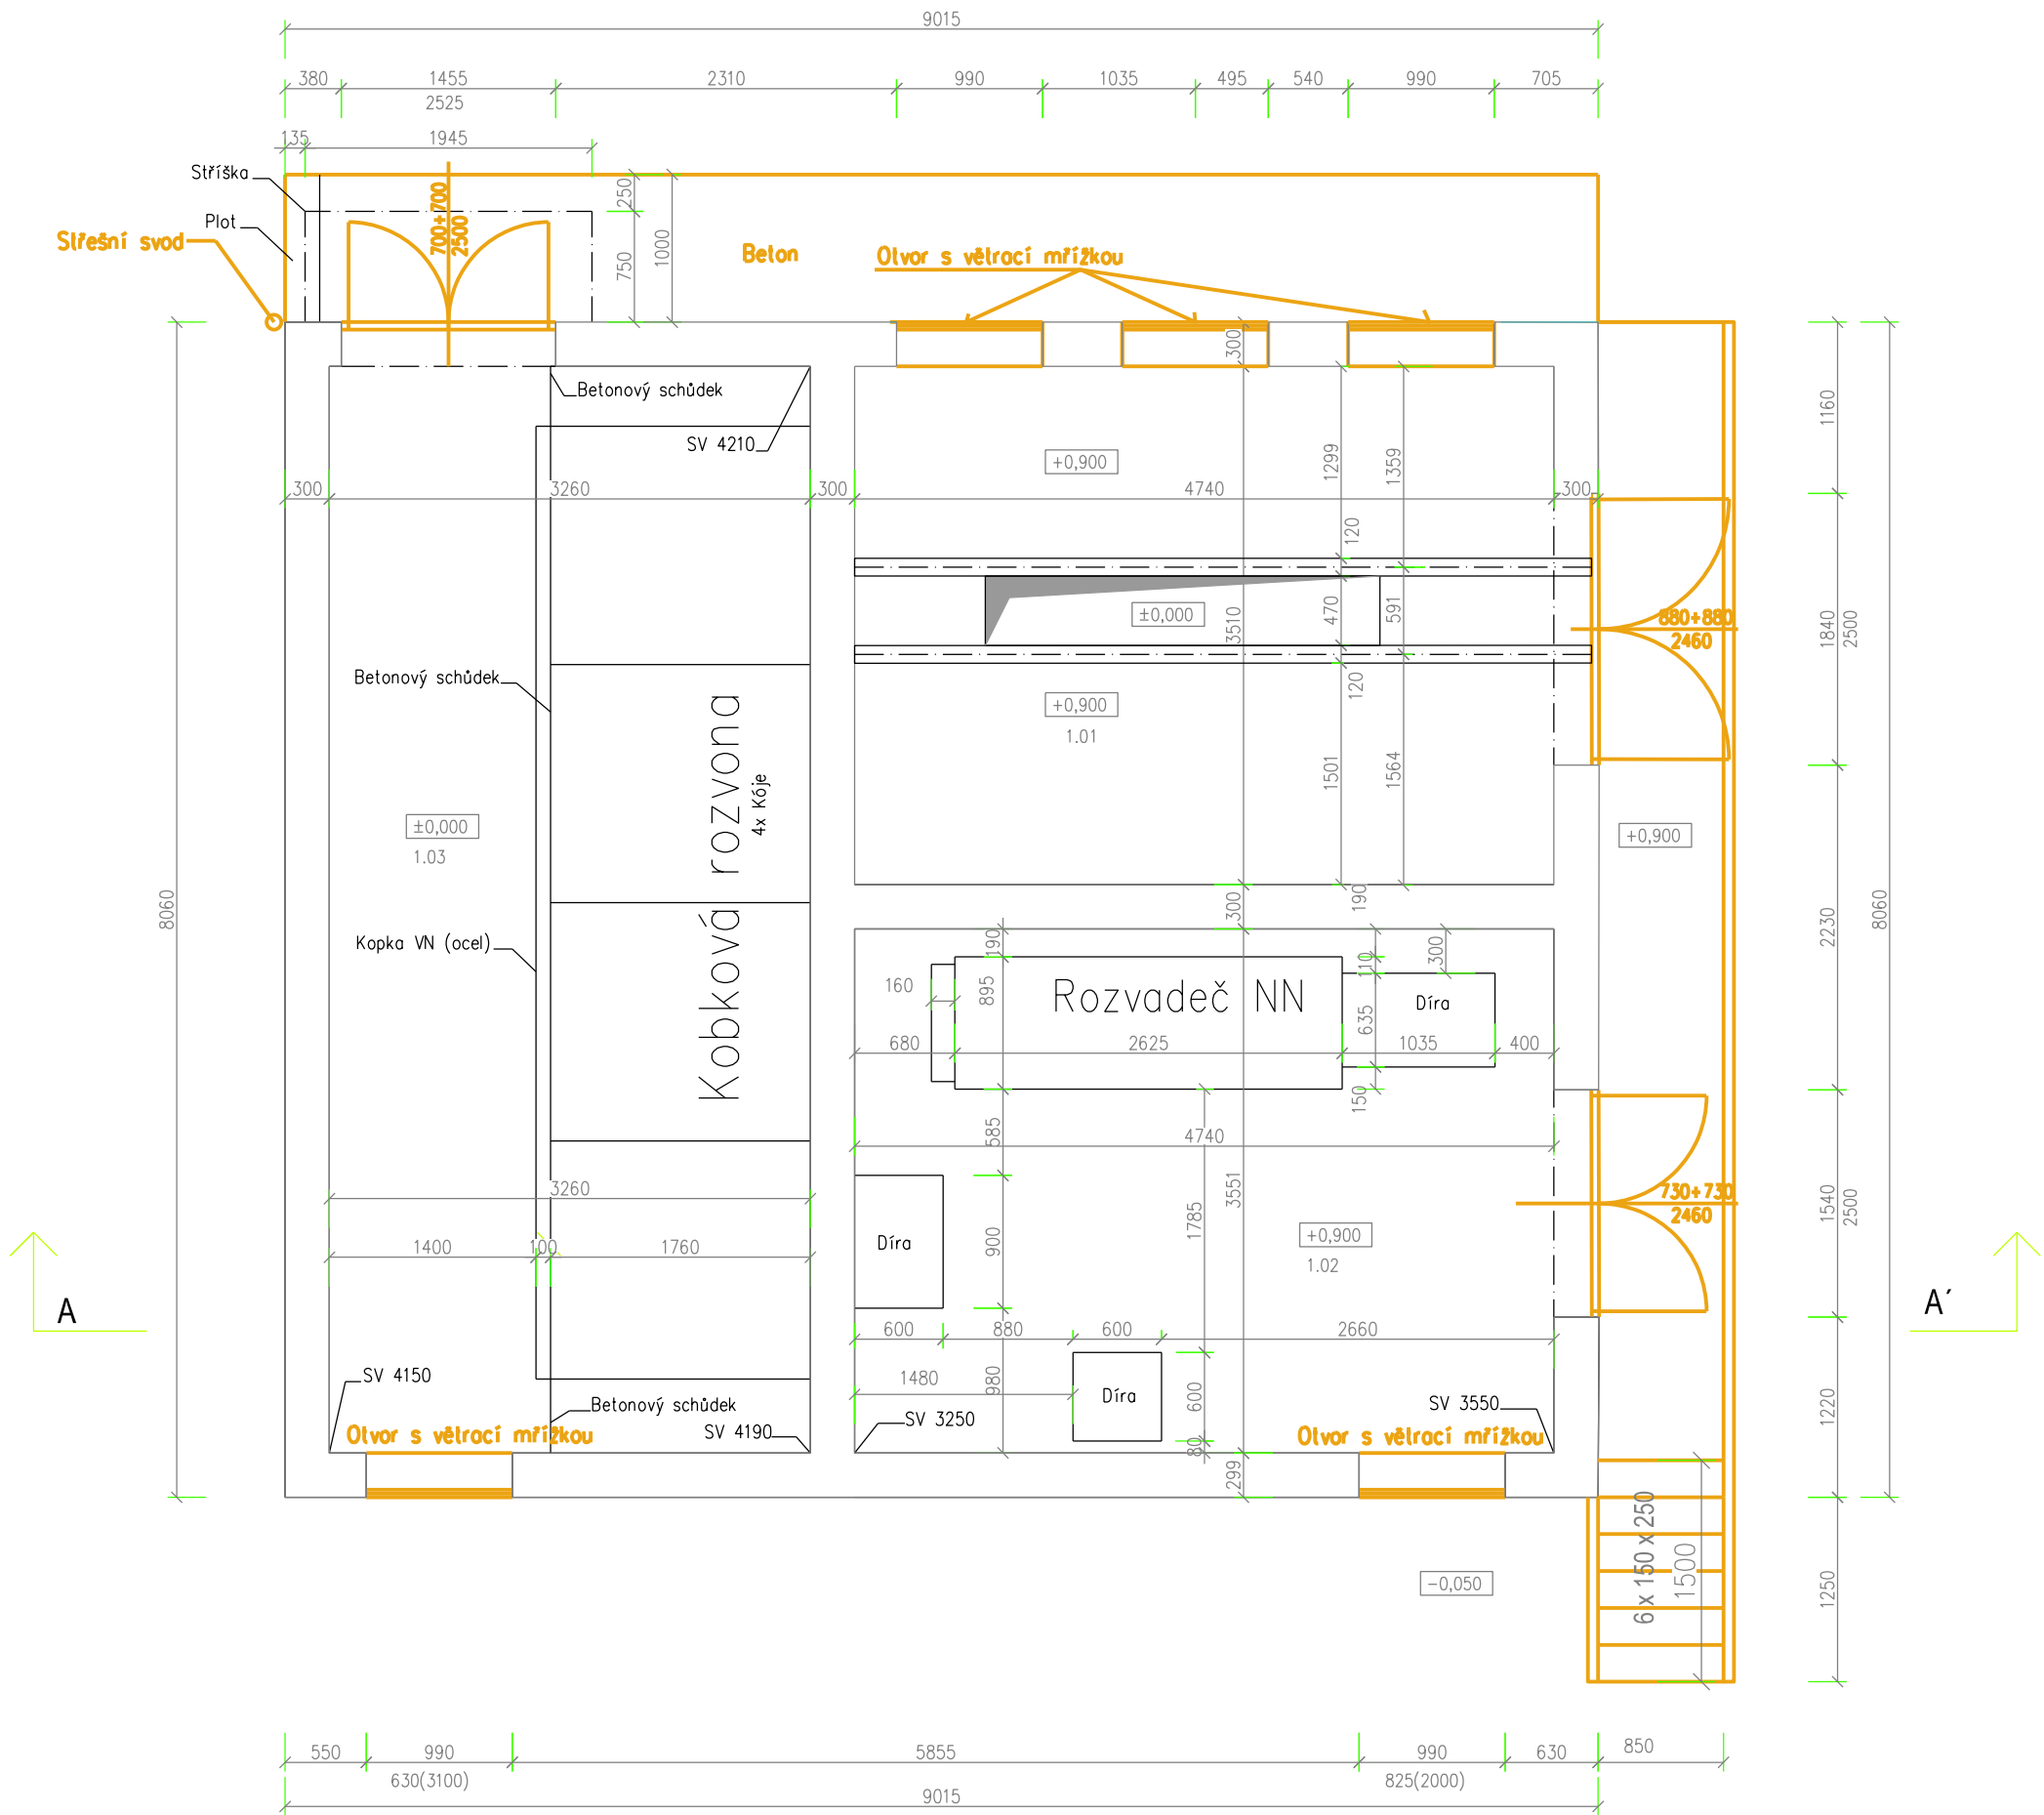 9015
380 1455 2310 990 1035 495 540 990 705
2525
135 1945
Stříška
Plot
Střešní svod
700+700
2500
250
750
1000
Beton
Otvor s větrací mřížkou
300
Betonový schůdek
SV 4210
+0,900
1299
1359
1160
300 3260 300 4740 300
120
±0,000
3510
470
591
880+880
2460
1840
2500
120
Betonový schůdek
+0,900
1.01
1501
1564
Kobková rozvona
4x Kóje
±0,000
1.03
+0,900
8060
8060
2230
Kopka VN (ocel)
300
190
190
110
300
160
895
Rozvadeč NN
Díra
635
680 2625 1035 400
150
585
4740
3260
3551
1785
730+730
2460
1540
2500
1400 100 1760
Díra
900
+0,900
1.02
A
A´
600 880 600 2660
1480
980
Díra
600
80
SV 4150
Betonový schůdek
SV 4190
SV 3250
SV 3550
1220
Otvor s větrací mřížkou
Otvor s větrací mřížkou
299
6 x 150 x 250
1500
-0,050
1250
550 990 5855 990 630 850
630(3100) 825(2000)
9015